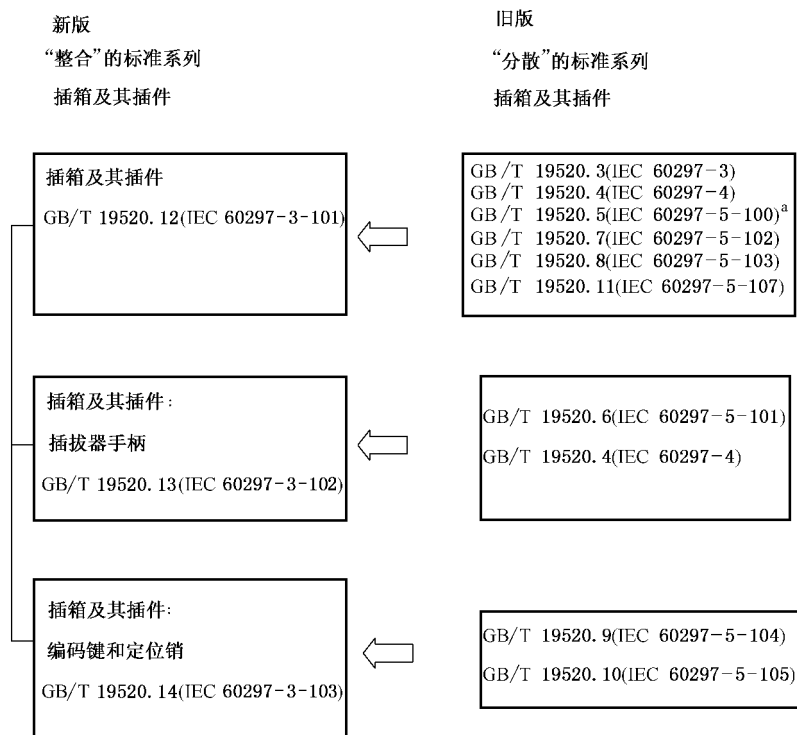 新版
“整合”的标准系列
插箱及其插件
旧版
“分散”的标准系列
插箱及其插件
插箱及其插件
GB/T 19520.12(IEC 60297-3-101)
GB/T 19520.3(IEC 60297-3)
GB/T 19520.4(IEC 60297-4)
GB/T 19520.5(IEC 60297-5-100)ᵃ
GB/T 19520.7(IEC 60297-5-102)
GB/T 19520.8(IEC 60297-5-103)
GB/T 19520.11(IEC 60297-5-107)
插箱及其插件:
插拔器手柄
GB/T 19520.13(IEC 60297-3-102)
GB/T 19520.6(IEC 60297-5-101)
GB/T 19520.4(IEC 60297-4)
插箱及其插件:
编码键和定位销
GB/T 19520.14(IEC 60297-3-103)
GB/T 19520.9(IEC 60297-5-104)
GB/T 19520.10(IEC 60297-5-105)